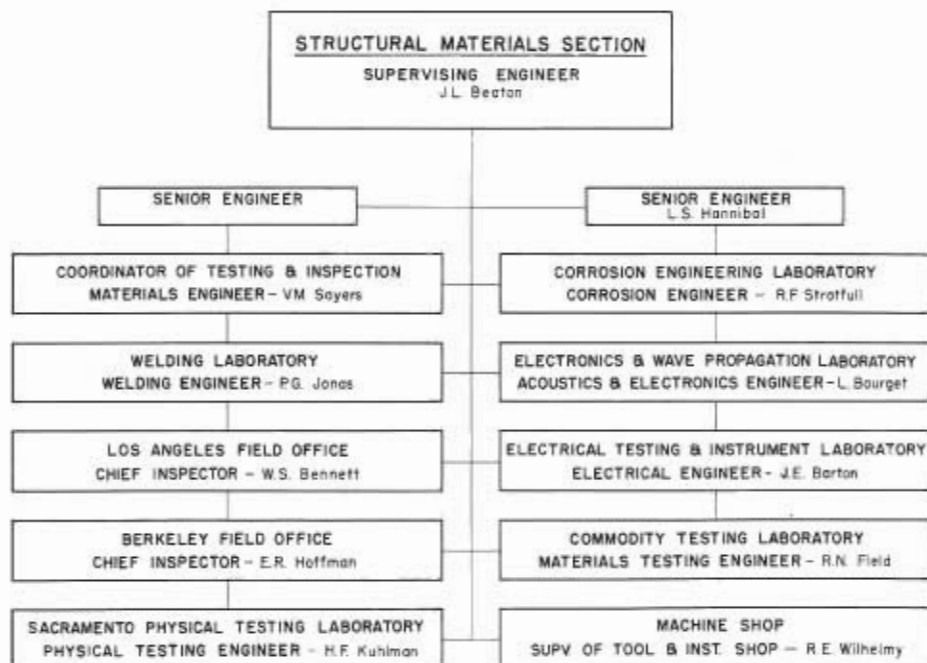 STRUCTURAL MATERIALS SECTION
SUPERVISING ENGINEER
J.L. Beaton
SENIOR ENGINEER
COORDINATOR OF TESTING & INSPECTION
MATERIALS ENGINEER – V.M. Sayers
WELDING LABORATORY
WELDING ENGINEER – P.G. Jonas
LOS ANGELES FIELD OFFICE
CHIEF INSPECTOR – W.S. Bennett
BERKELEY FIELD OFFICE
CHIEF INSPECTOR – E.R. Hoffman
SACRAMENTO PHYSICAL TESTING LABORATORY
PHYSICAL TESTING ENGINEER – H.F. Kuhlman
SENIOR ENGINEER
L.S. Hannibal
CORROSION ENGINEERING LABORATORY
CORROSION ENGINEER – R.F. Stratfull
ELECTRONICS & WAVE PROPAGATION LABORATORY
ACOUSTICS & ELECTRONICS ENGINEER – L. Bourget
ELECTRICAL TESTING & INSTRUMENT LABORATORY
ELECTRICAL ENGINEER – J.E. Barton
COMMODITY TESTING LABORATORY
MATERIALS TESTING ENGINEER – R.N. Field
MACHINE SHOP
SUPV. OF TOOL & INST. SHOP – R.E. Wilhelmy